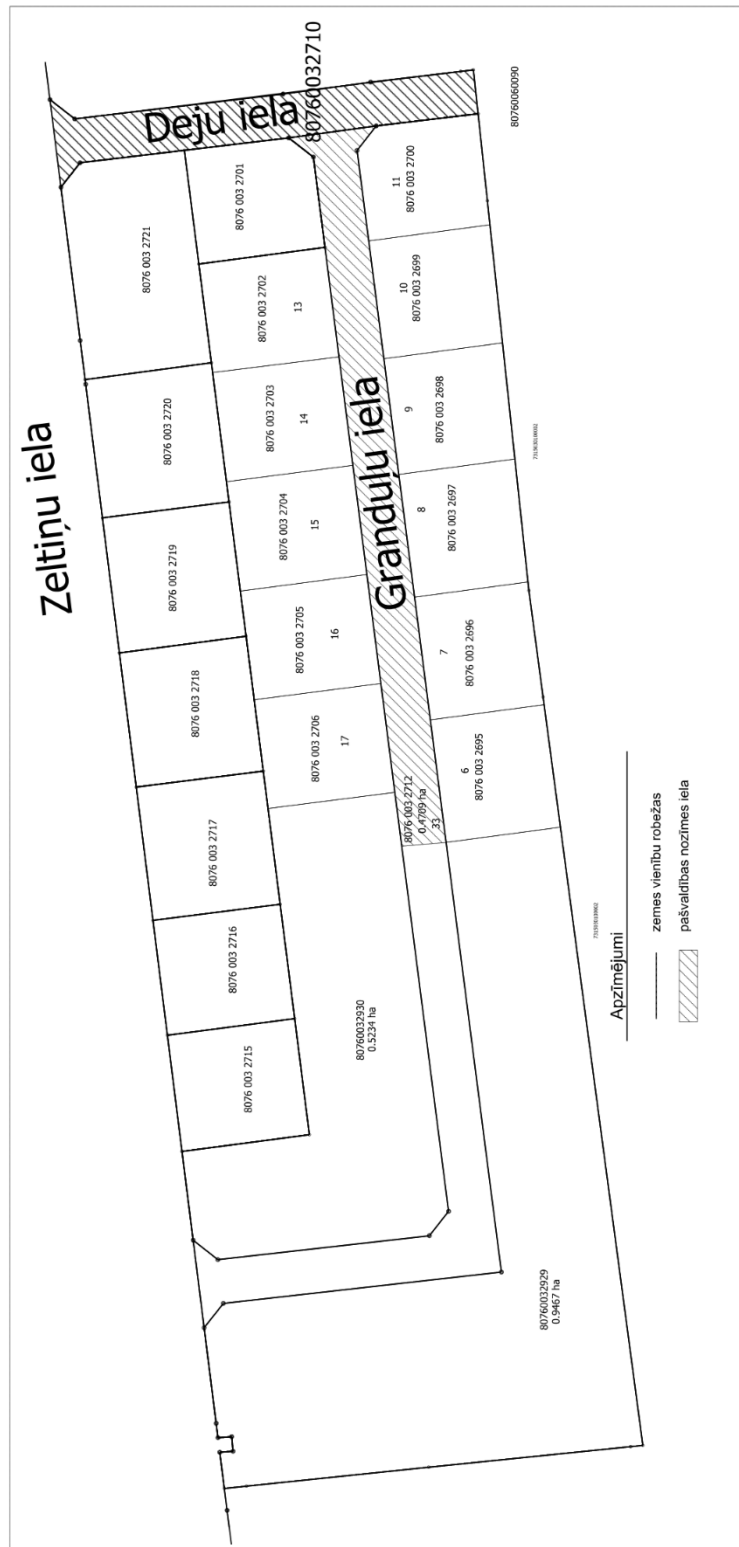 Deju iela
80760032710
80760060090
Zeltiņu iela
8076 003 2721
8076 003 2701
11
8076 003 2700
8076 003 2702
13
10
8076 003 2699
8076 003 2720
8076 003 2703
14
Granduļu iela
9
8076 003 2698
8076 003 2719
8076 003 2704
15
8
8076 003 2697
8076 003 2718
8076 003 2705
16
7
8076 003 2696
8076 003 2717
8076 003 2706
17
6
8076 003 2695
8076 003 2712
0.4709 ha
33
8076 003 2716
8076 003 2715
80760032930
0.5234 ha
80760032929
0.9467 ha
Apzīmējumi
zemes vienību robežas
pašvaldības nozīmes iela